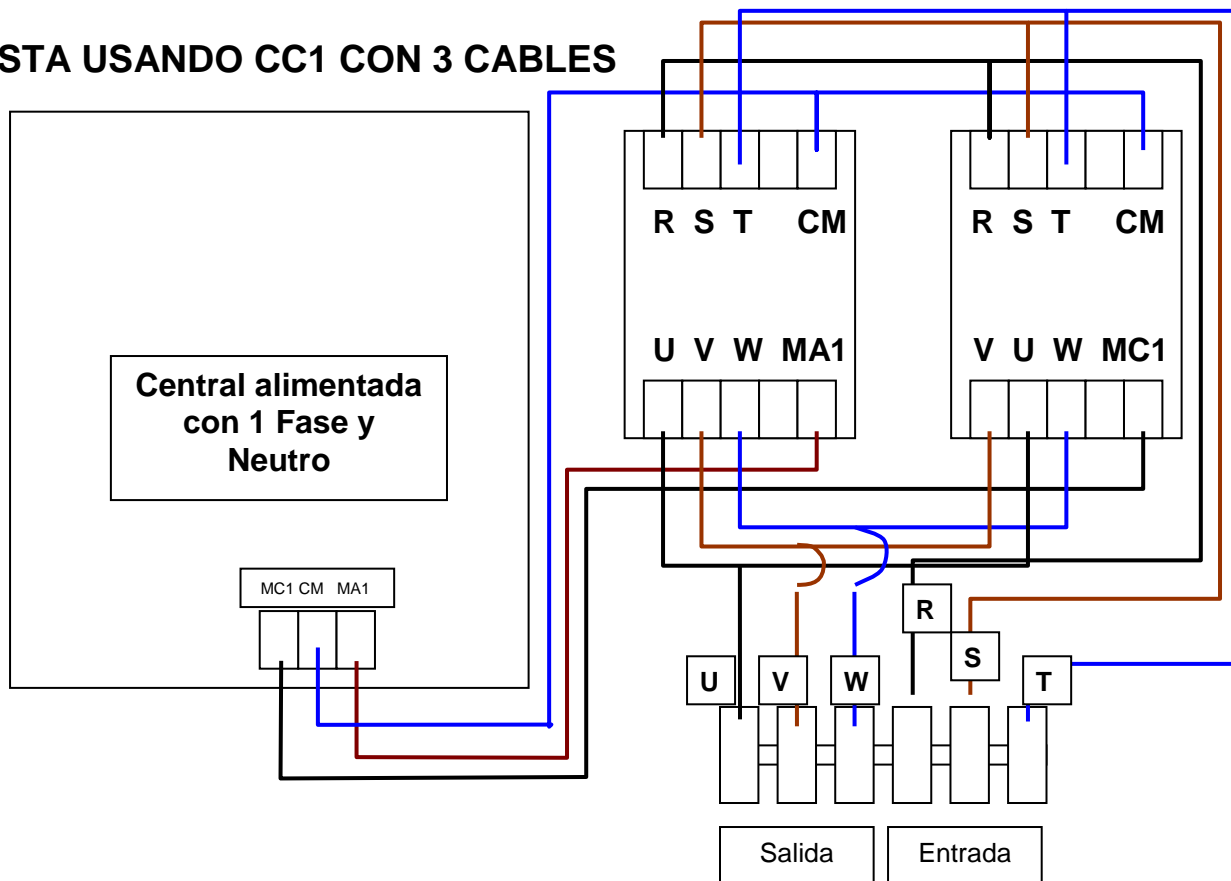 STA USANDO CC1 CON 3 CABLES
R S T CM
R S T CM
U V W MA1
V U W MC1
Central alimentada
con 1 Fase y
Neutro
MC1 CM MA1
R
S
U
V
W
T
Salida
Entrada